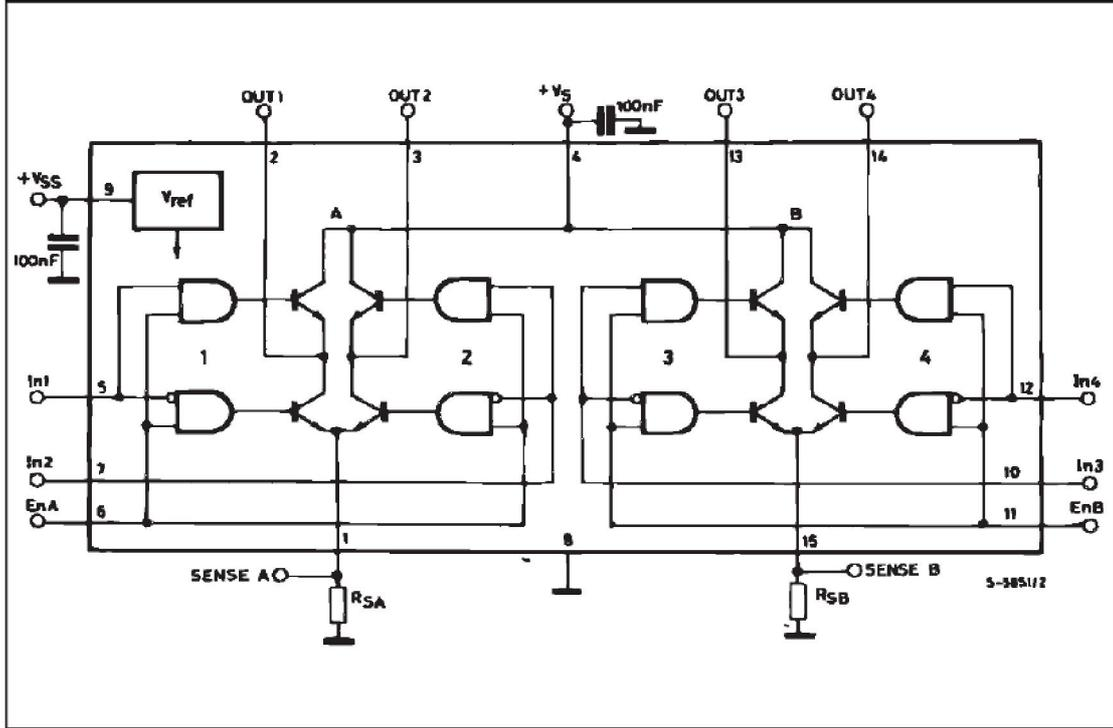 OUT1 OUT2 +VS 100nF OUT3 OUT4
2 3 4 13 14
+VSS 9 Vref
A B
100nF
1 2 3 4
In1 5 12 In4
In2 7 10 In3
EnA 6 11 EnB
1 8 15
SENSE A SENSE B
S-5851/2
RSA RSB